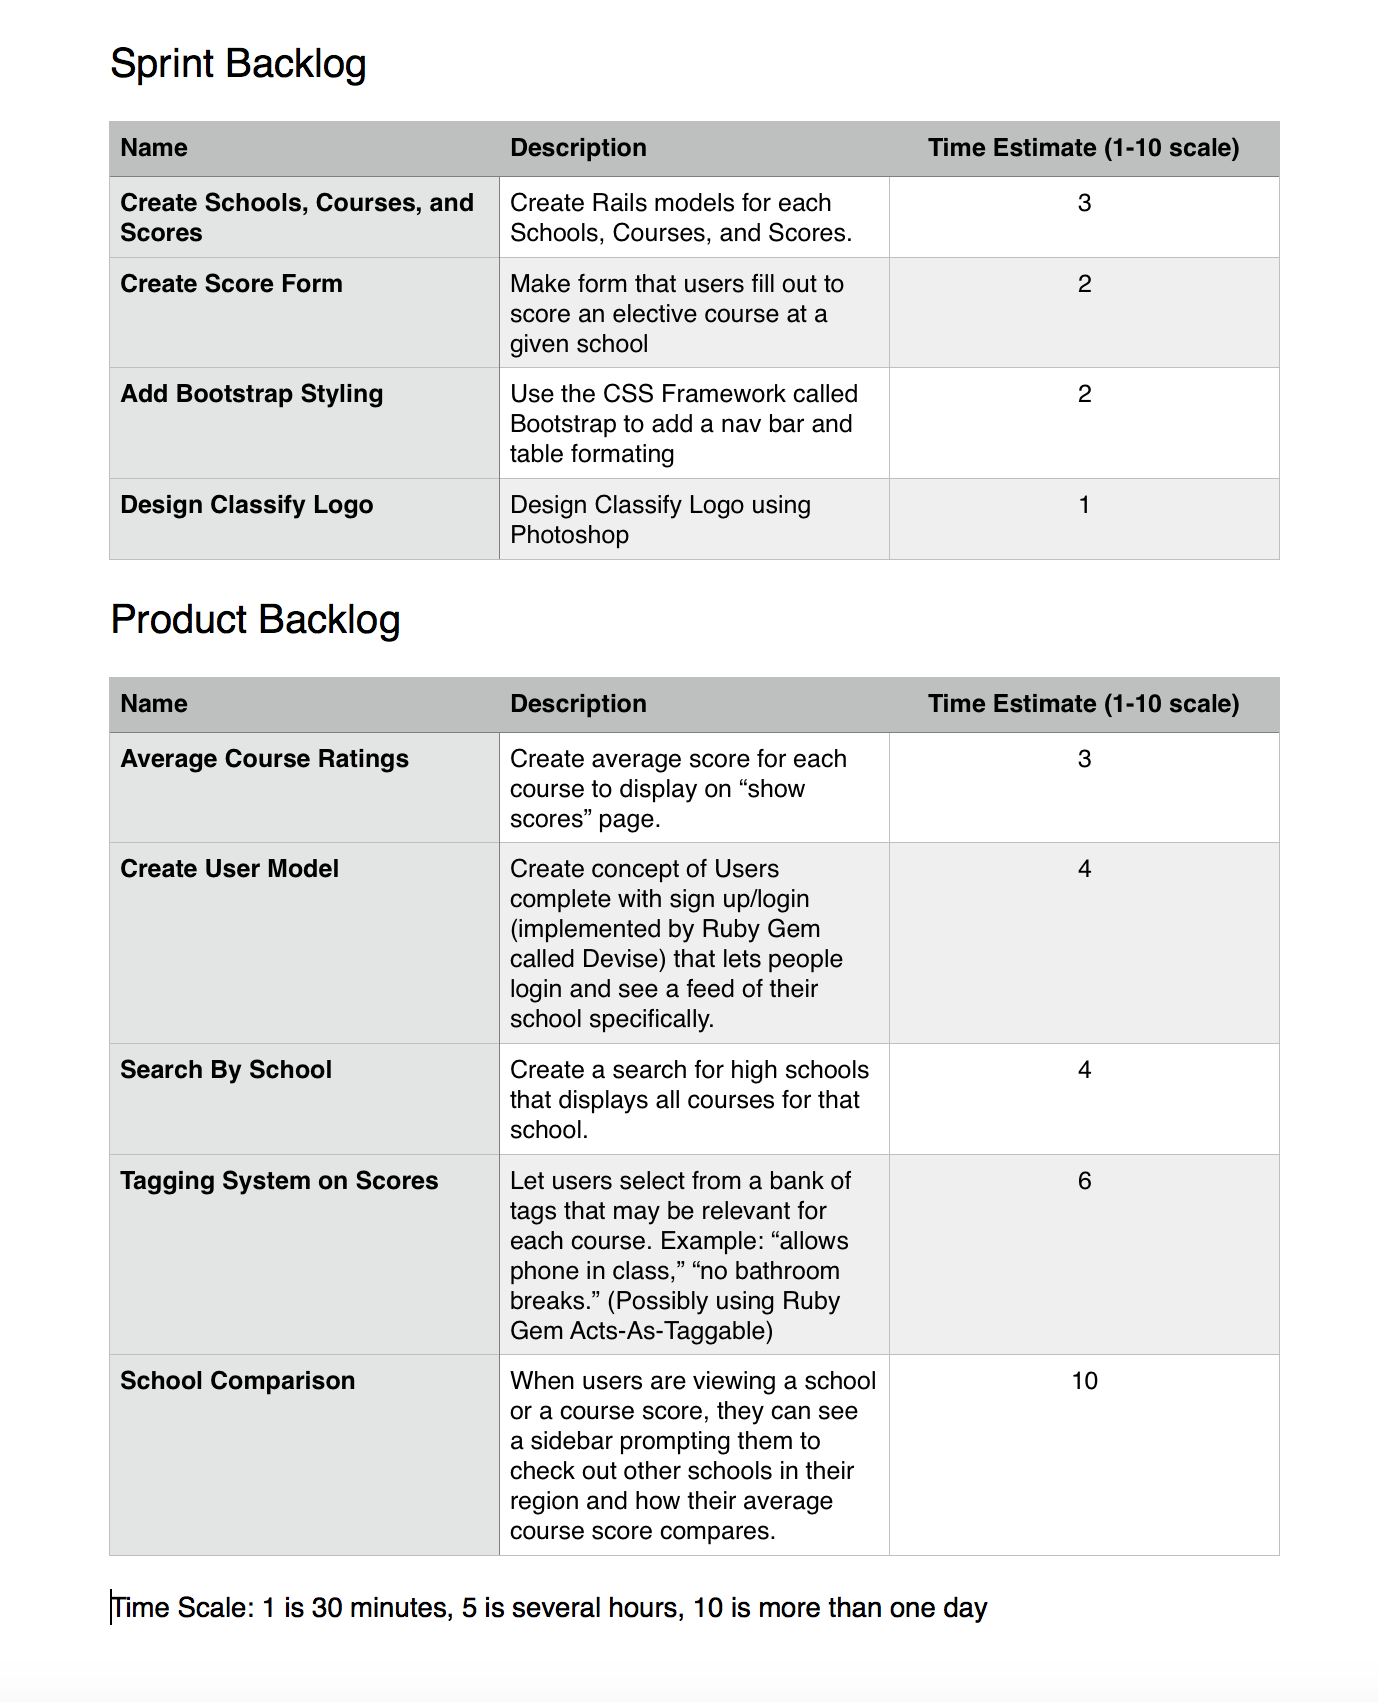 Sprint Backlog
Name Description Time Estimate (1-10 scale)
Create Schools, Courses, and Create Rails models for each 3
Scores Schools, Courses, and Scores.
Create Score Form Make form that users fill out to 2
score an elective course at a
given school
Add Bootstrap Styling Use the CSS Framework called 2
Bootstrap to add a nav bar and
table formating
Design Classify Logo Design Classify Logo using 1
Photoshop
Product Backlog
Name Description Time Estimate (1-10 scale)
Average Course Ratings Create average score for each 3
course to display on “show
scores” page.
Create User Model Create concept of Users 4
complete with sign up/login
(implemented by Ruby Gem
called Devise) that lets people
login and see a feed of their
school specifically.
Search By School Create a search for high schools 4
that displays all courses for that
school.
Tagging System on Scores Let users select from a bank of 6
tags that may be relevant for
each course. Example: “allows
phone in class,” “no bathroom
breaks.” (Possibly using Ruby
Gem Acts-As-Taggable)
School Comparison When users are viewing a school 10
or a course score, they can see
a sidebar prompting them to
check out other schools in their
region and how their average
course score compares.
Time Scale: 1 is 30 minutes, 5 is several hours, 10 is more than one day